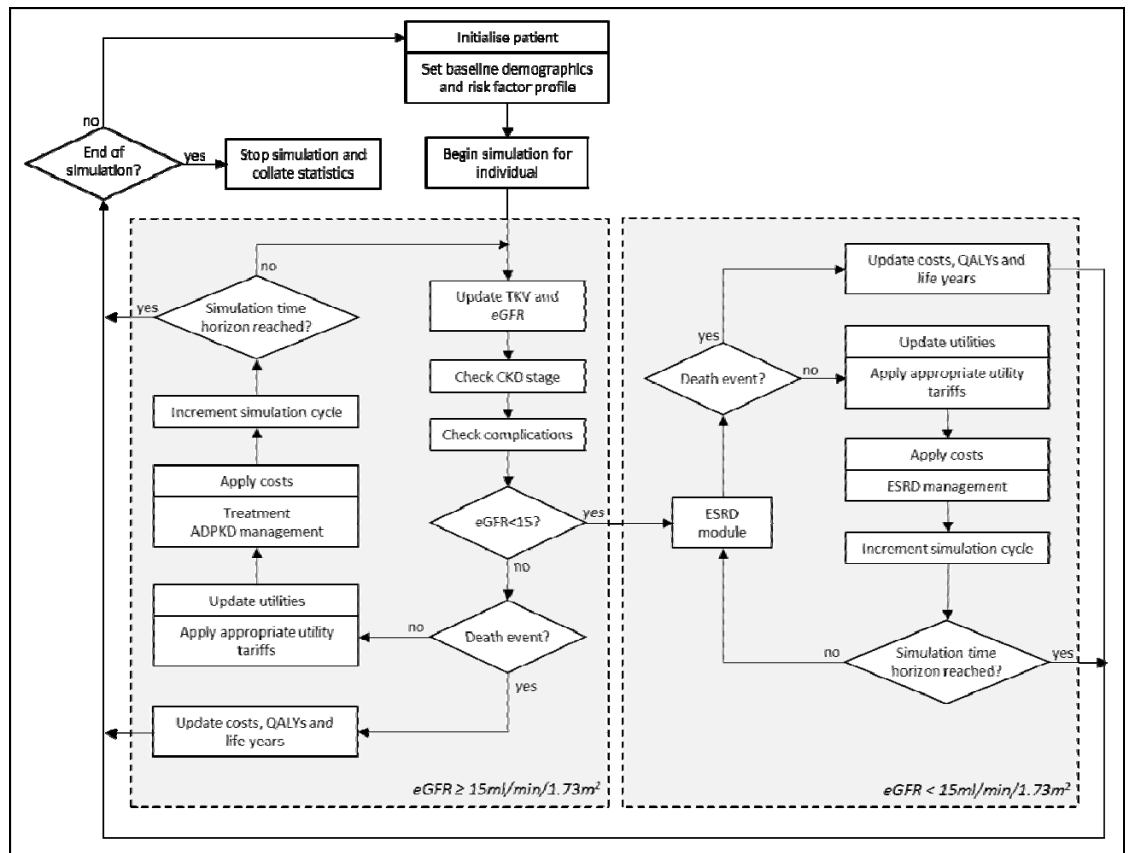 Initialise patient
Set baseline demographics
and risk factor profile
no
End of
simulation?
yes
Stop simulation and
collate statistics
Begin simulation for
individual
no
yes
Simulation time
horizon reached?
Update TKV and
eGFR
Check CKD stage
Increment simulation cycle
Check complications
Apply costs
Treatment
ADPKD management
eGFR<15?
yes
no
Update utilities
Apply appropriate utility
tariffs
no
Death event?
yes
Update costs, QALYs and
life years
eGFR ≥ 15ml/min/1.73m²
Update costs, QALYs and
life years
yes
Death event?
no
Update utilities
Apply appropriate utility
tariffs
Apply costs
ESRD management
ESRD
module
Increment simulation cycle
no
Simulation time
horizon reached?
yes
eGFR < 15ml/min/1.73m²